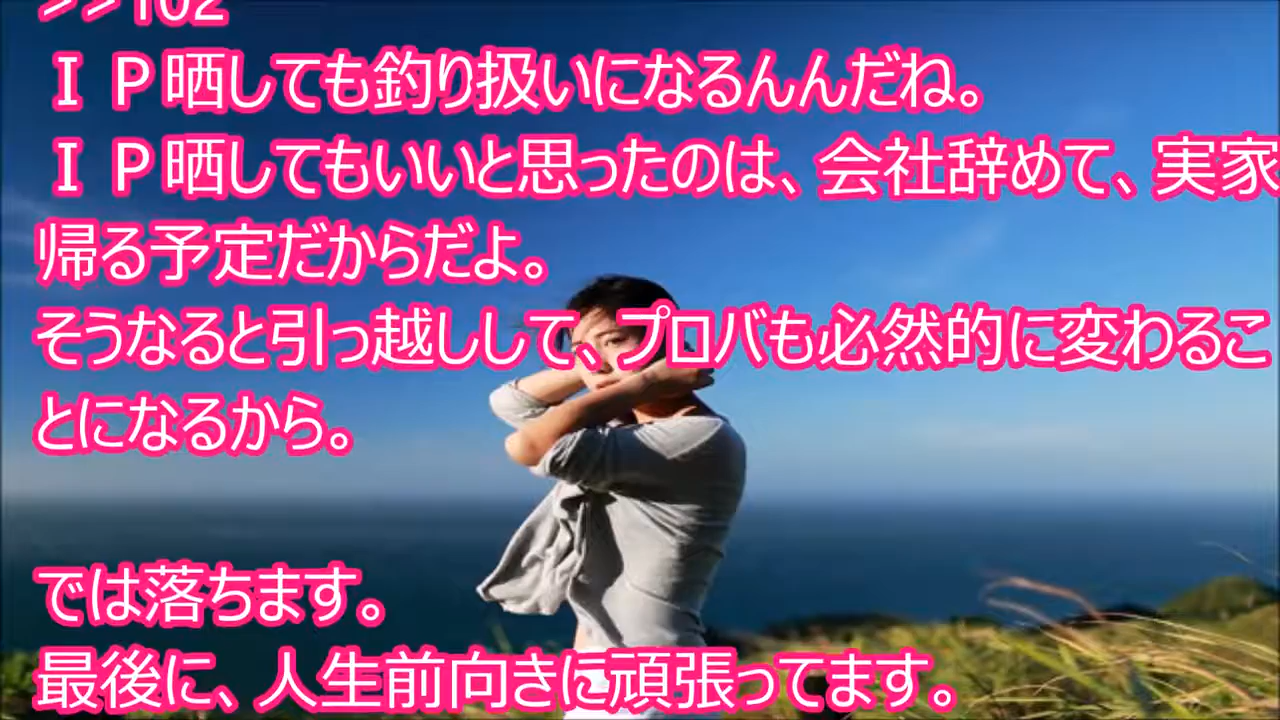 >>102
ＩＰ晒しても釣り扱いになるんんだね。
ＩＰ晒してもいいと思ったのは、会社辞めて、実家
帰る予定だからだよ。
そうなると引っ越しして、プロバも必然的に変わるこ
とになるから。
では落ちます。
最後に、人生前向きに頑張ってます。